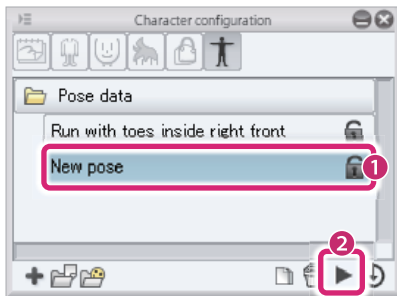 Character configuration
Pose data
Run with toes inside right front
New pose
1
2